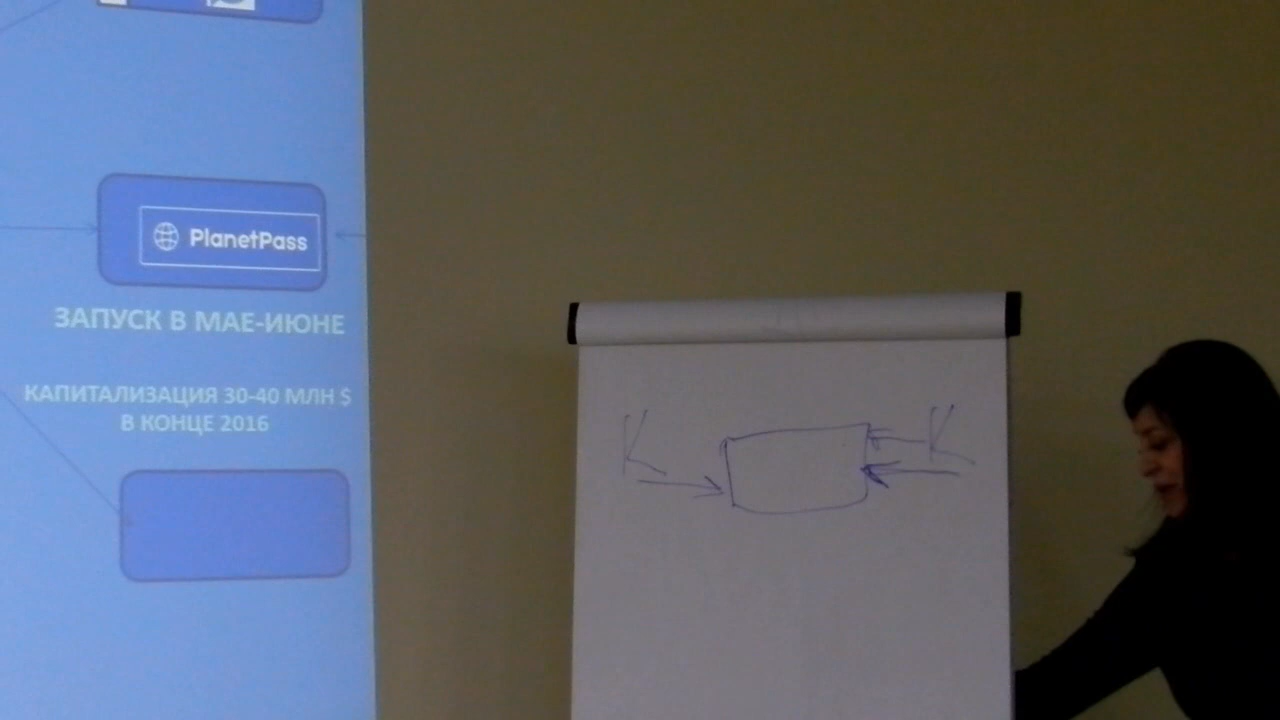 PlanetPass
ЗАПУСК В МАЕ-ИЮНЕ
КАПИТАЛИЗАЦИЯ 30-40 МЛН $
В КОНЦЕ 2016
K K